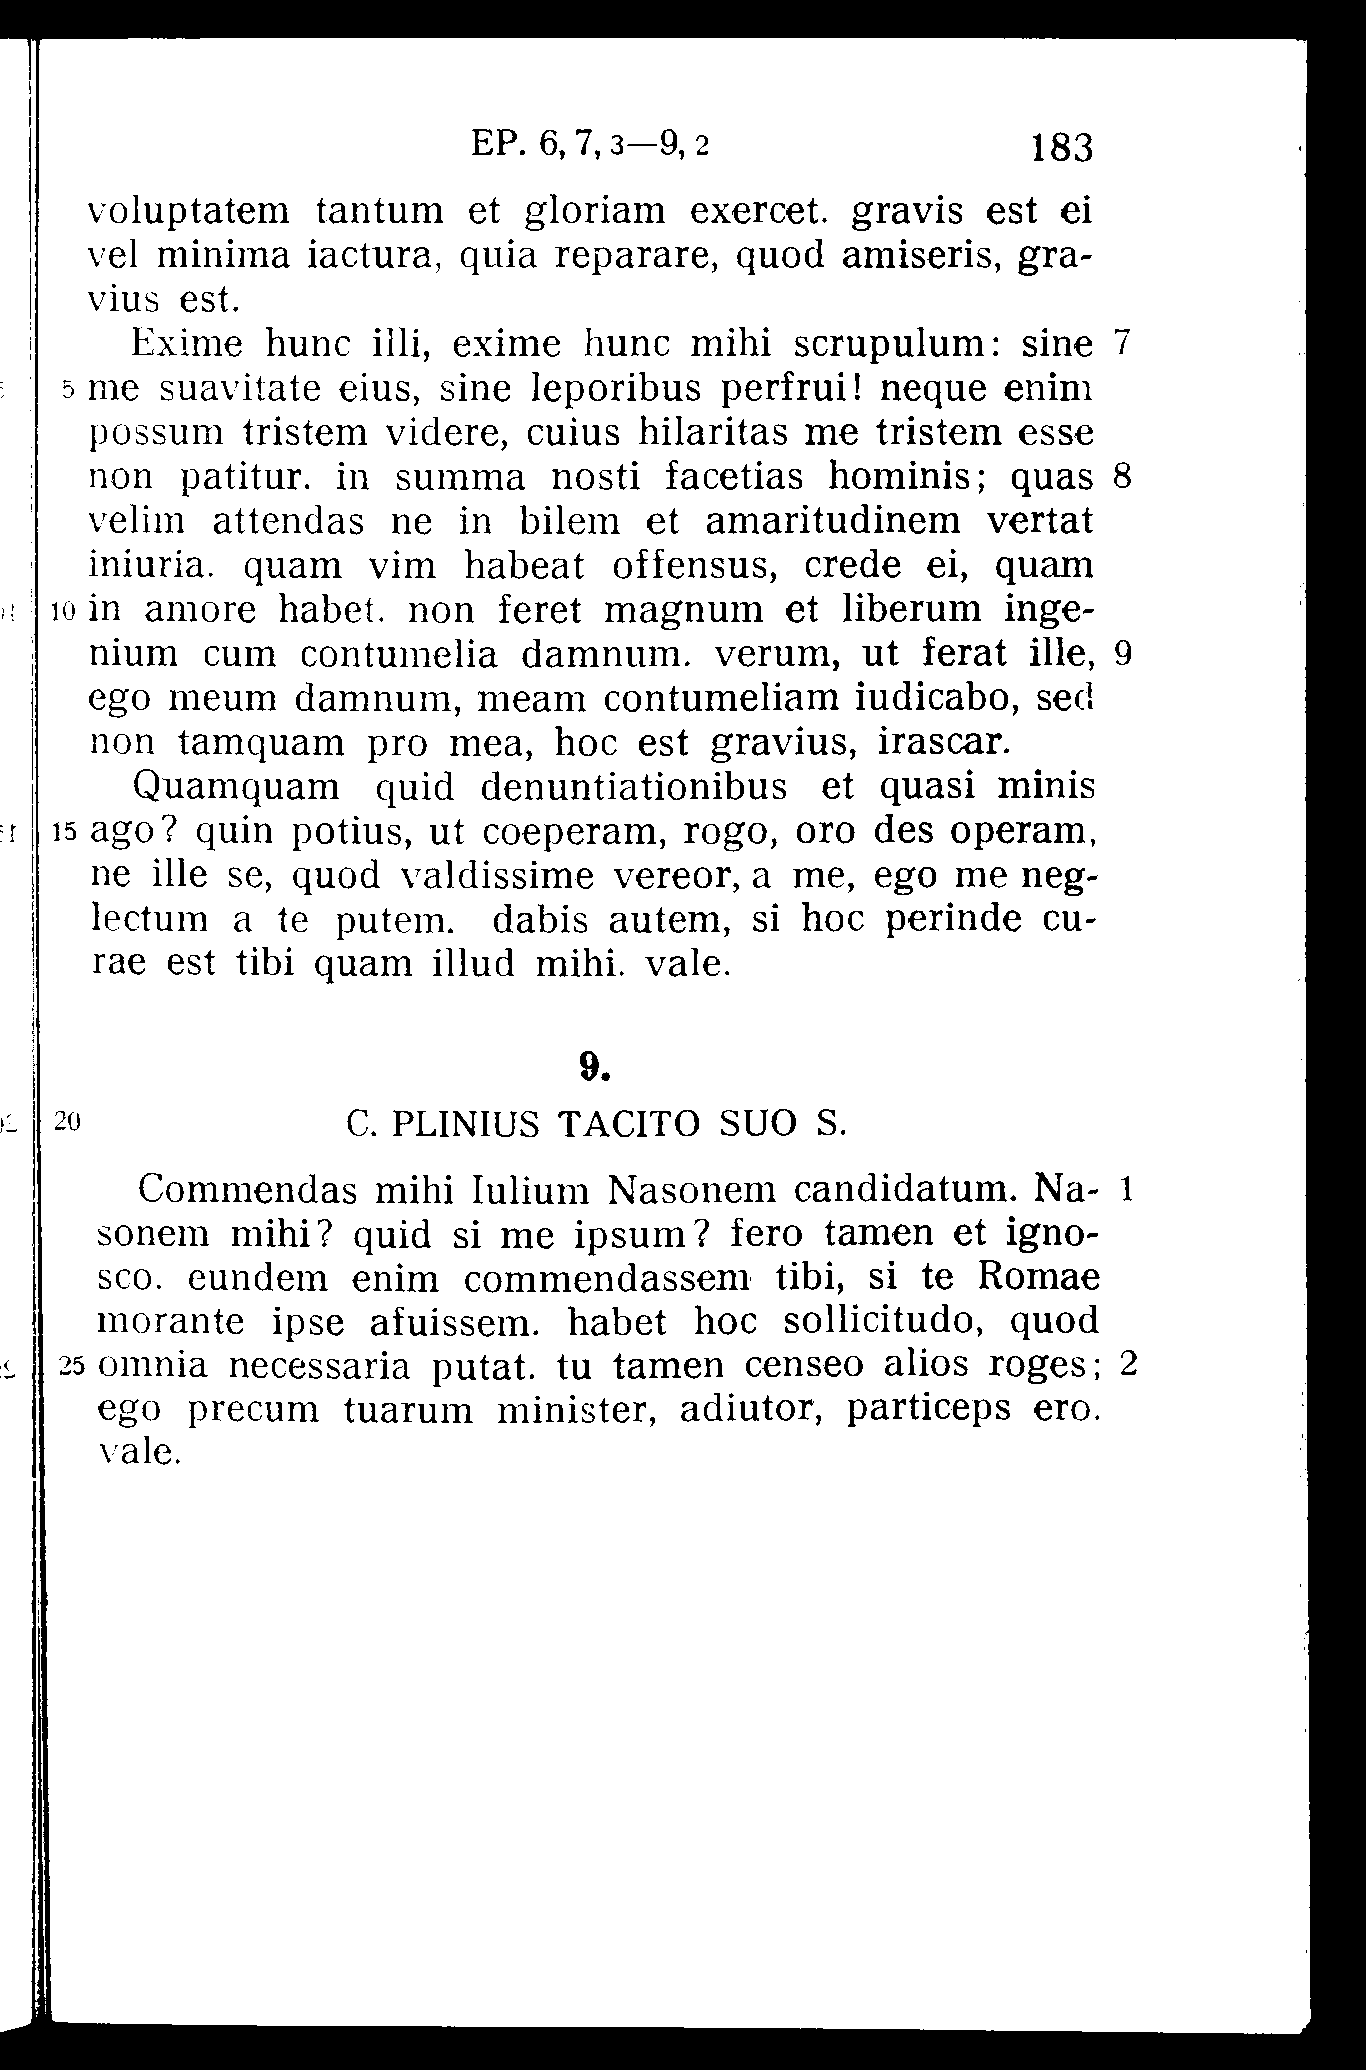 EP. 6, 7, 3—9, 2 183
voluptatem tantum et gloriam exercet. gravis est ei
vel minima iactura, quia reparare, quod amiseris, gra-
vius est.
Exime hunc illi, exime hunc mihi scrupulum: sine 7
5 me suavitate eius, sine leporibus perfrui! neque enim
possum tristem videre, cuius hilaritas me tristem esse
non patitur. in summa nosti facetias hominis; quas 8
velim attendas ne in bilem et amaritudinem vertat
iniuria. quam vim habeat offensus, crede ei, quam
10 in amore habet. non feret magnum et liberum inge-
nium cum contumelia damnum. verum, ut ferat ille, 9
ego meum damnum, meam contumeliam iudicabo, sed
non tamquam pro mea, hoc est gravius, irascar.
Quamquam quid denuntiationibus et quasi minis
15 ago? quin potius, ut coeperam, rogo, oro des operam,
ne ille se, quod valdissime vereor, a me, ego me neg-
lectum a te putem. dabis autem, si hoc perinde cu-
rae est tibi quam illud mihi. vale.
9.
20 C. PLINIUS TACITO SUO S.
Commendas mihi Iulium Nasonem candidatum. Na- 1
sonem mihi? quid si me ipsum? fero tamen et igno-
sco. eundem enim commendassem tibi, si te Romae
morante ipse afuissem. habet hoc sollicitudo, quod
25 omnia necessaria putat. tu tamen censeo alios roges; 2
ego precum tuarum minister, adiutor, particeps ero.
vale.